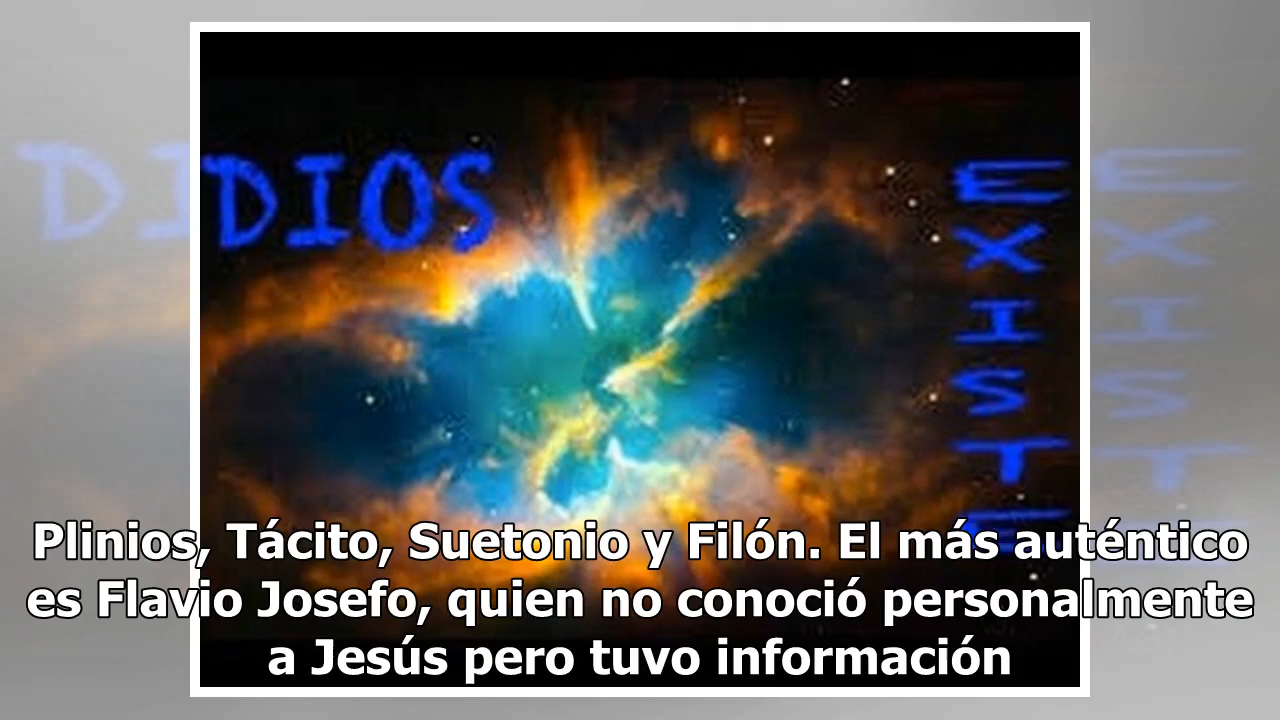 DIOS
EXISTE
Plinios, Tácito, Suetonio y Filón. El más auténtico
es Flavio Josefo, quien no conoció personalmente
a Jesús pero tuvo información